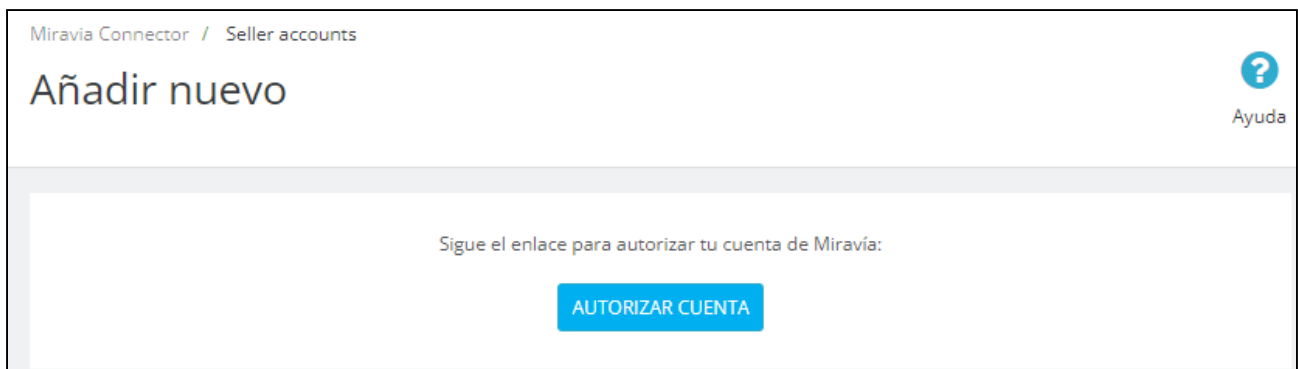 Miravia Connector / Seller accounts
Añadir nuevo
?
Ayuda
Sigue el enlace para autorizar tu cuenta de Miravía:
AUTORIZAR CUENTA